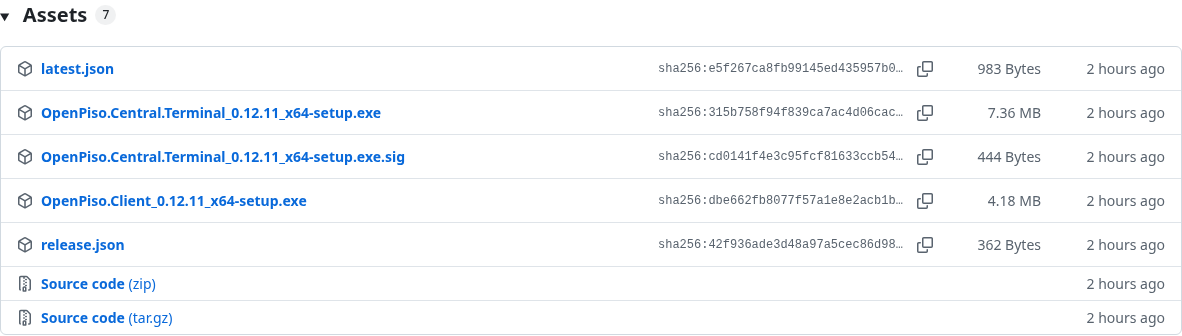 Assets 7
latest.json sha256:e5f267ca8fb99145ed435957b0… 983 Bytes 2 hours ago
OpenPiso.Central.Terminal_0.12.11_x64-setup.exe sha256:315b758f94f839ca7ac4d06cac… 7.36 MB 2 hours ago
OpenPiso.Central.Terminal_0.12.11_x64-setup.exe.sig sha256:cd0141f4e3c95fcf81633ccb54… 444 Bytes 2 hours ago
OpenPiso.Client_0.12.11_x64-setup.exe sha256:dbe662fb8077f57a1e8e2acb1b… 4.18 MB 2 hours ago
release.json sha256:42f936ade3d48a97a5cec86d98… 362 Bytes 2 hours ago
Source code (zip) 2 hours ago
Source code (tar.gz) 2 hours ago